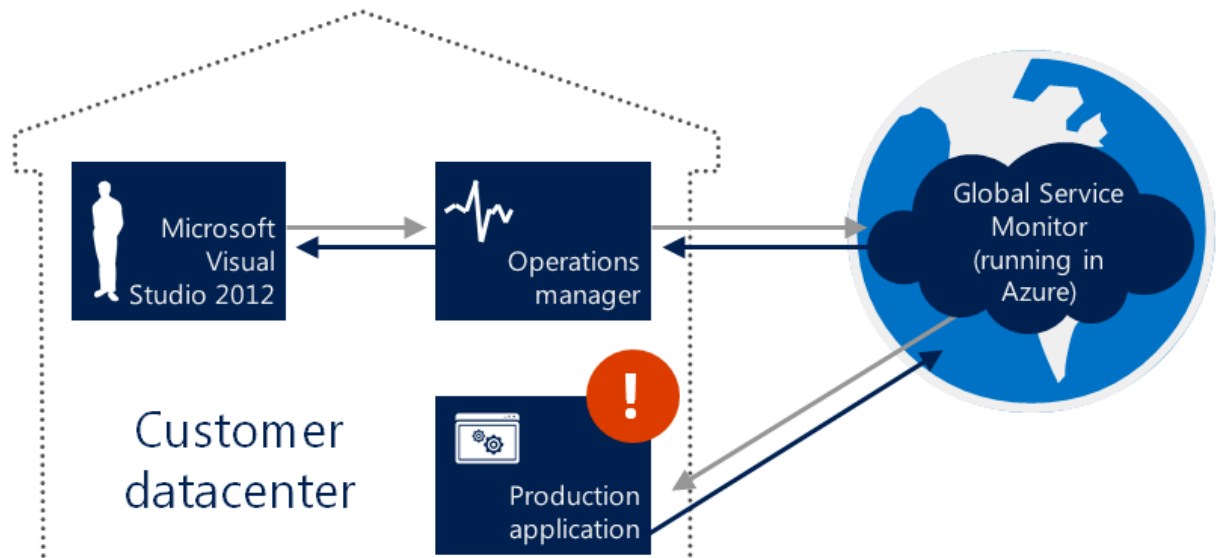 Microsoft
Visual
Studio 2012
Operations
manager
Global Service
Monitor
(running in
Azure)
!
Customer
datacenter
Production
application